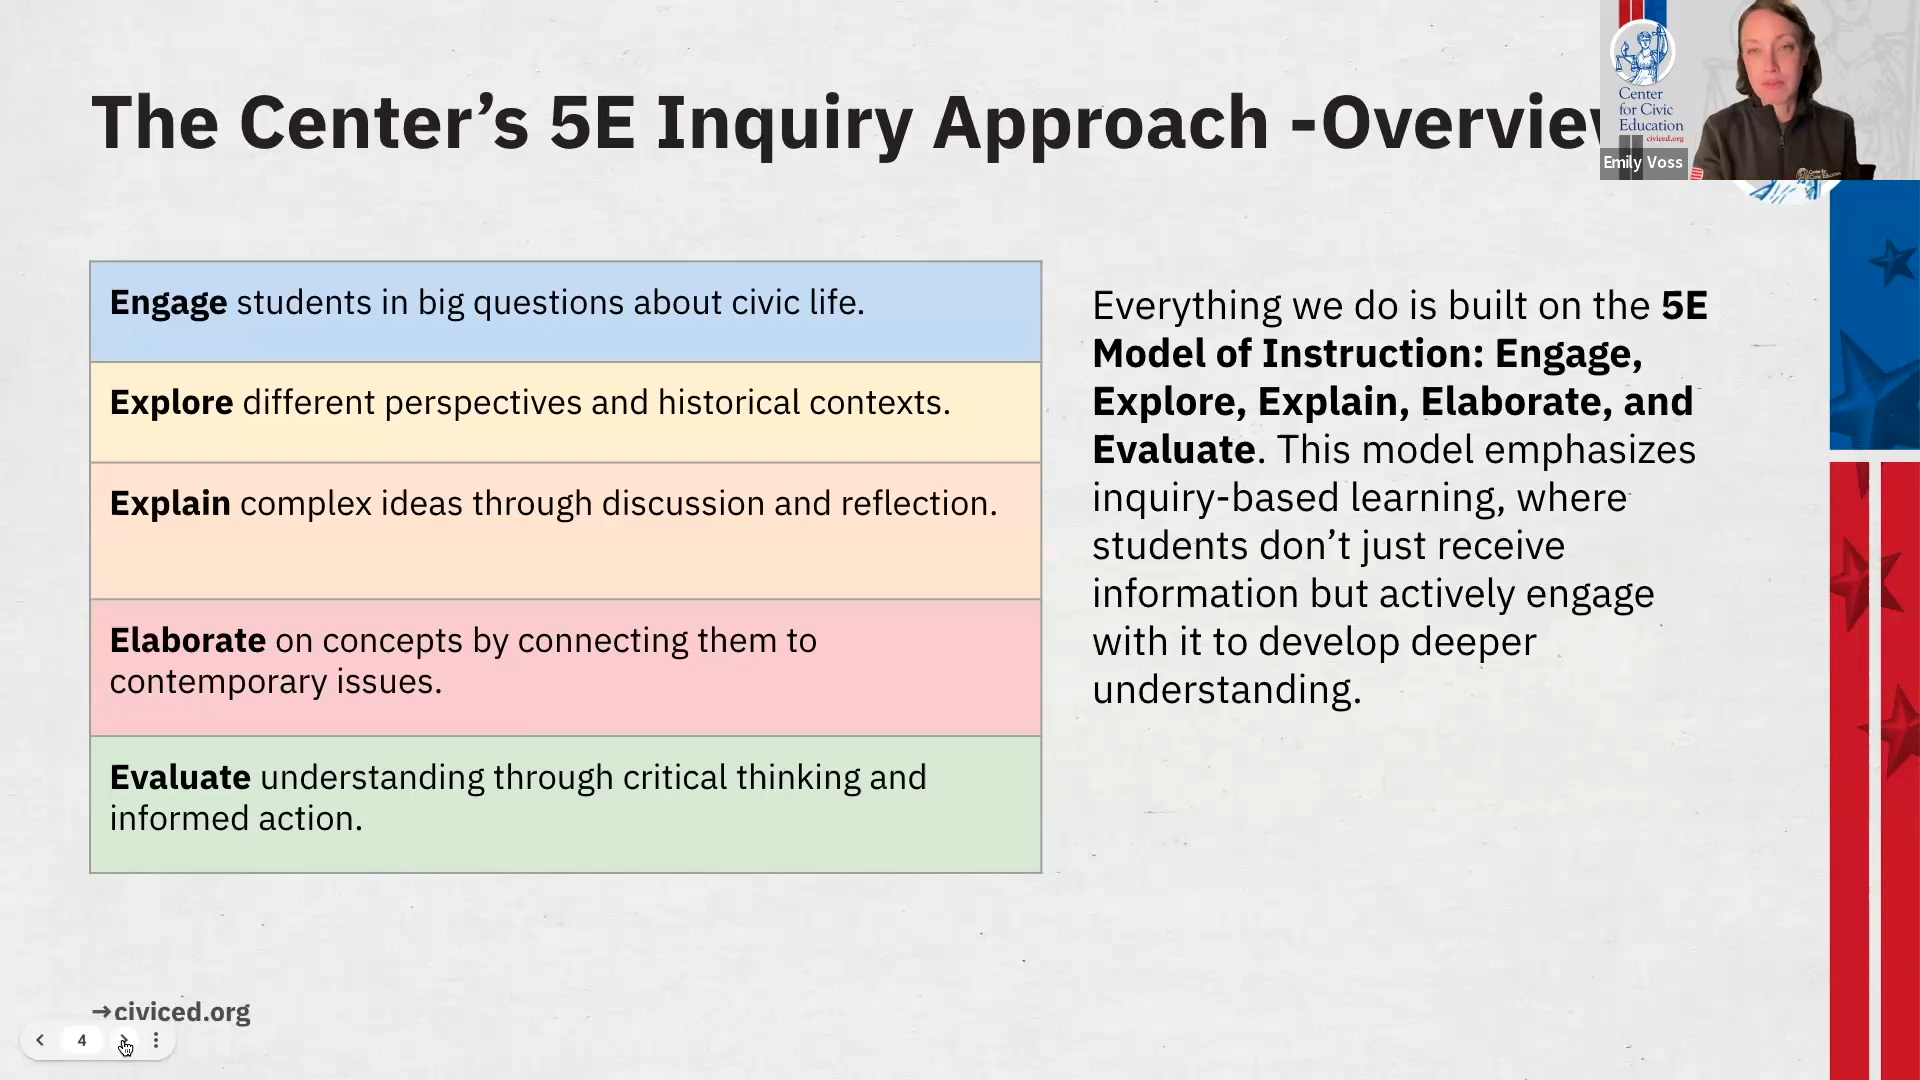 The Center’s 5E Inquiry Approach -Overview
Center
for Civic
Education
civiced.org
Emily Voss
Engage students in big questions about civic life.
Explore different perspectives and historical contexts.
Explain complex ideas through discussion and reflection.
Elaborate on concepts by connecting them to
contemporary issues.
Evaluate understanding through critical thinking and
informed action.
Everything we do is built on the 5E
Model of Instruction: Engage,
Explore, Explain, Elaborate, and
Evaluate. This model emphasizes
inquiry-based learning, where
students don’t just receive
information but actively engage
with it to develop deeper
understanding.
→civiced.org
4